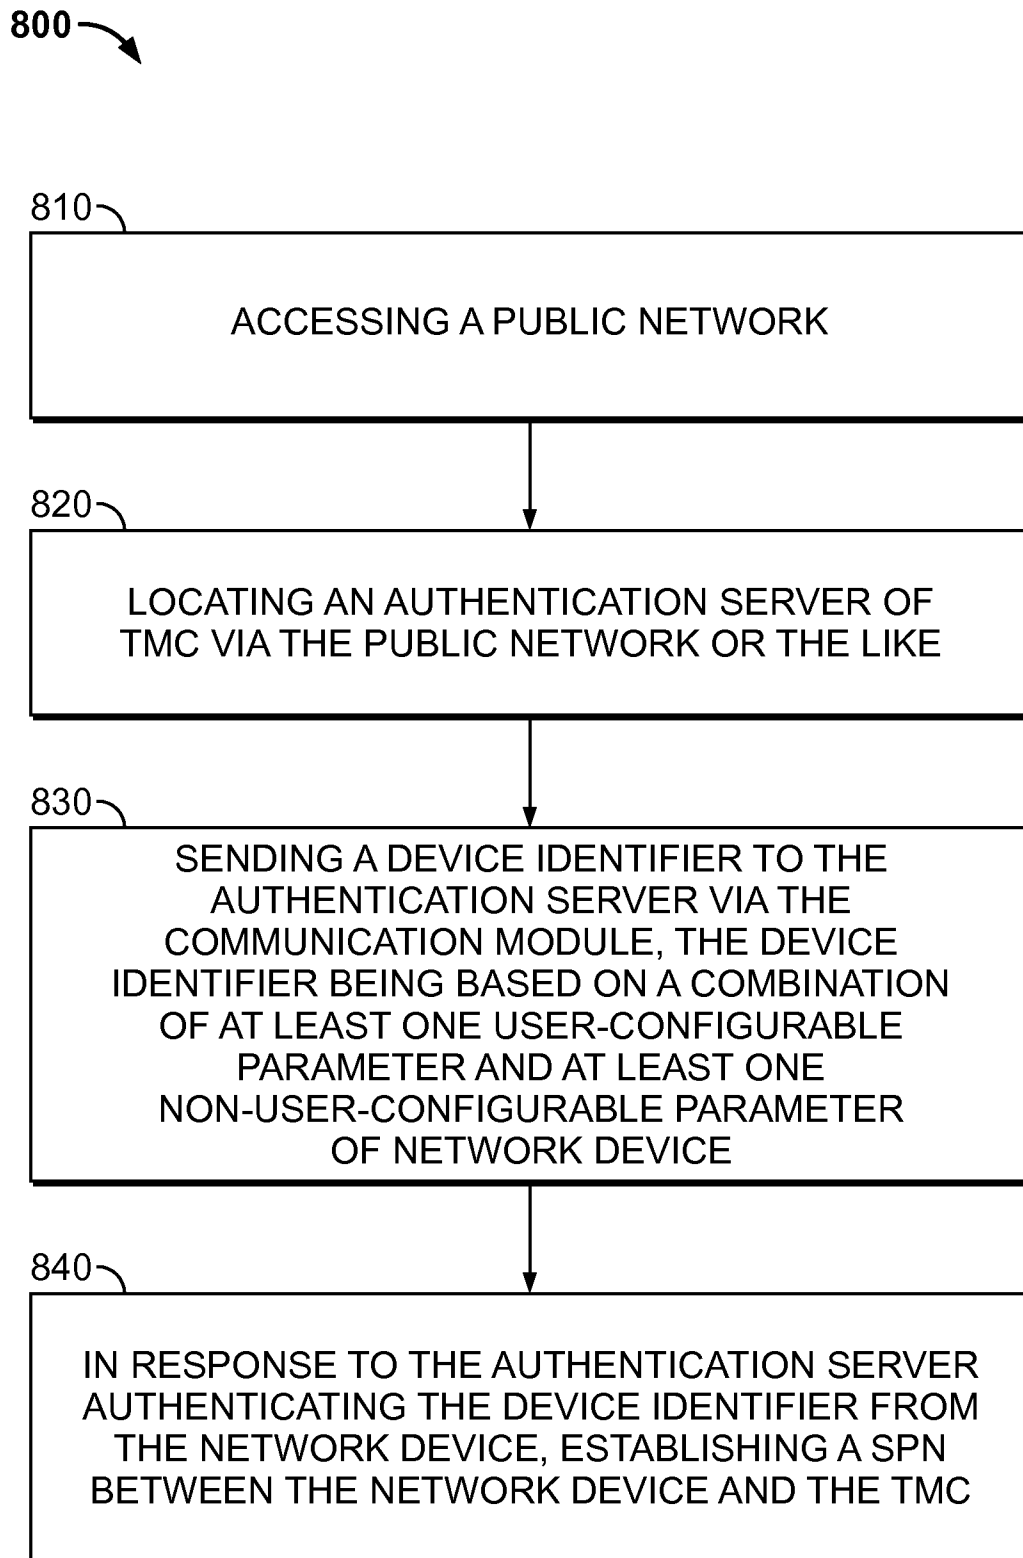 800
810
ACCESSING A PUBLIC NETWORK
820
LOCATING AN AUTHENTICATION SERVER OF
TMC VIA THE PUBLIC NETWORK OR THE LIKE
830
SENDING A DEVICE IDENTIFIER TO THE
AUTHENTICATION SERVER VIA THE
COMMUNICATION MODULE, THE DEVICE
IDENTIFIER BEING BASED ON A COMBINATION
OF AT LEAST ONE USER-CONFIGURABLE
PARAMETER AND AT LEAST ONE
NON-USER-CONFIGURABLE PARAMETER
OF NETWORK DEVICE
840
IN RESPONSE TO THE AUTHENTICATION SERVER
AUTHENTICATING THE DEVICE IDENTIFIER FROM
THE NETWORK DEVICE, ESTABLISHING A SPN
BETWEEN THE NETWORK DEVICE AND THE TMC